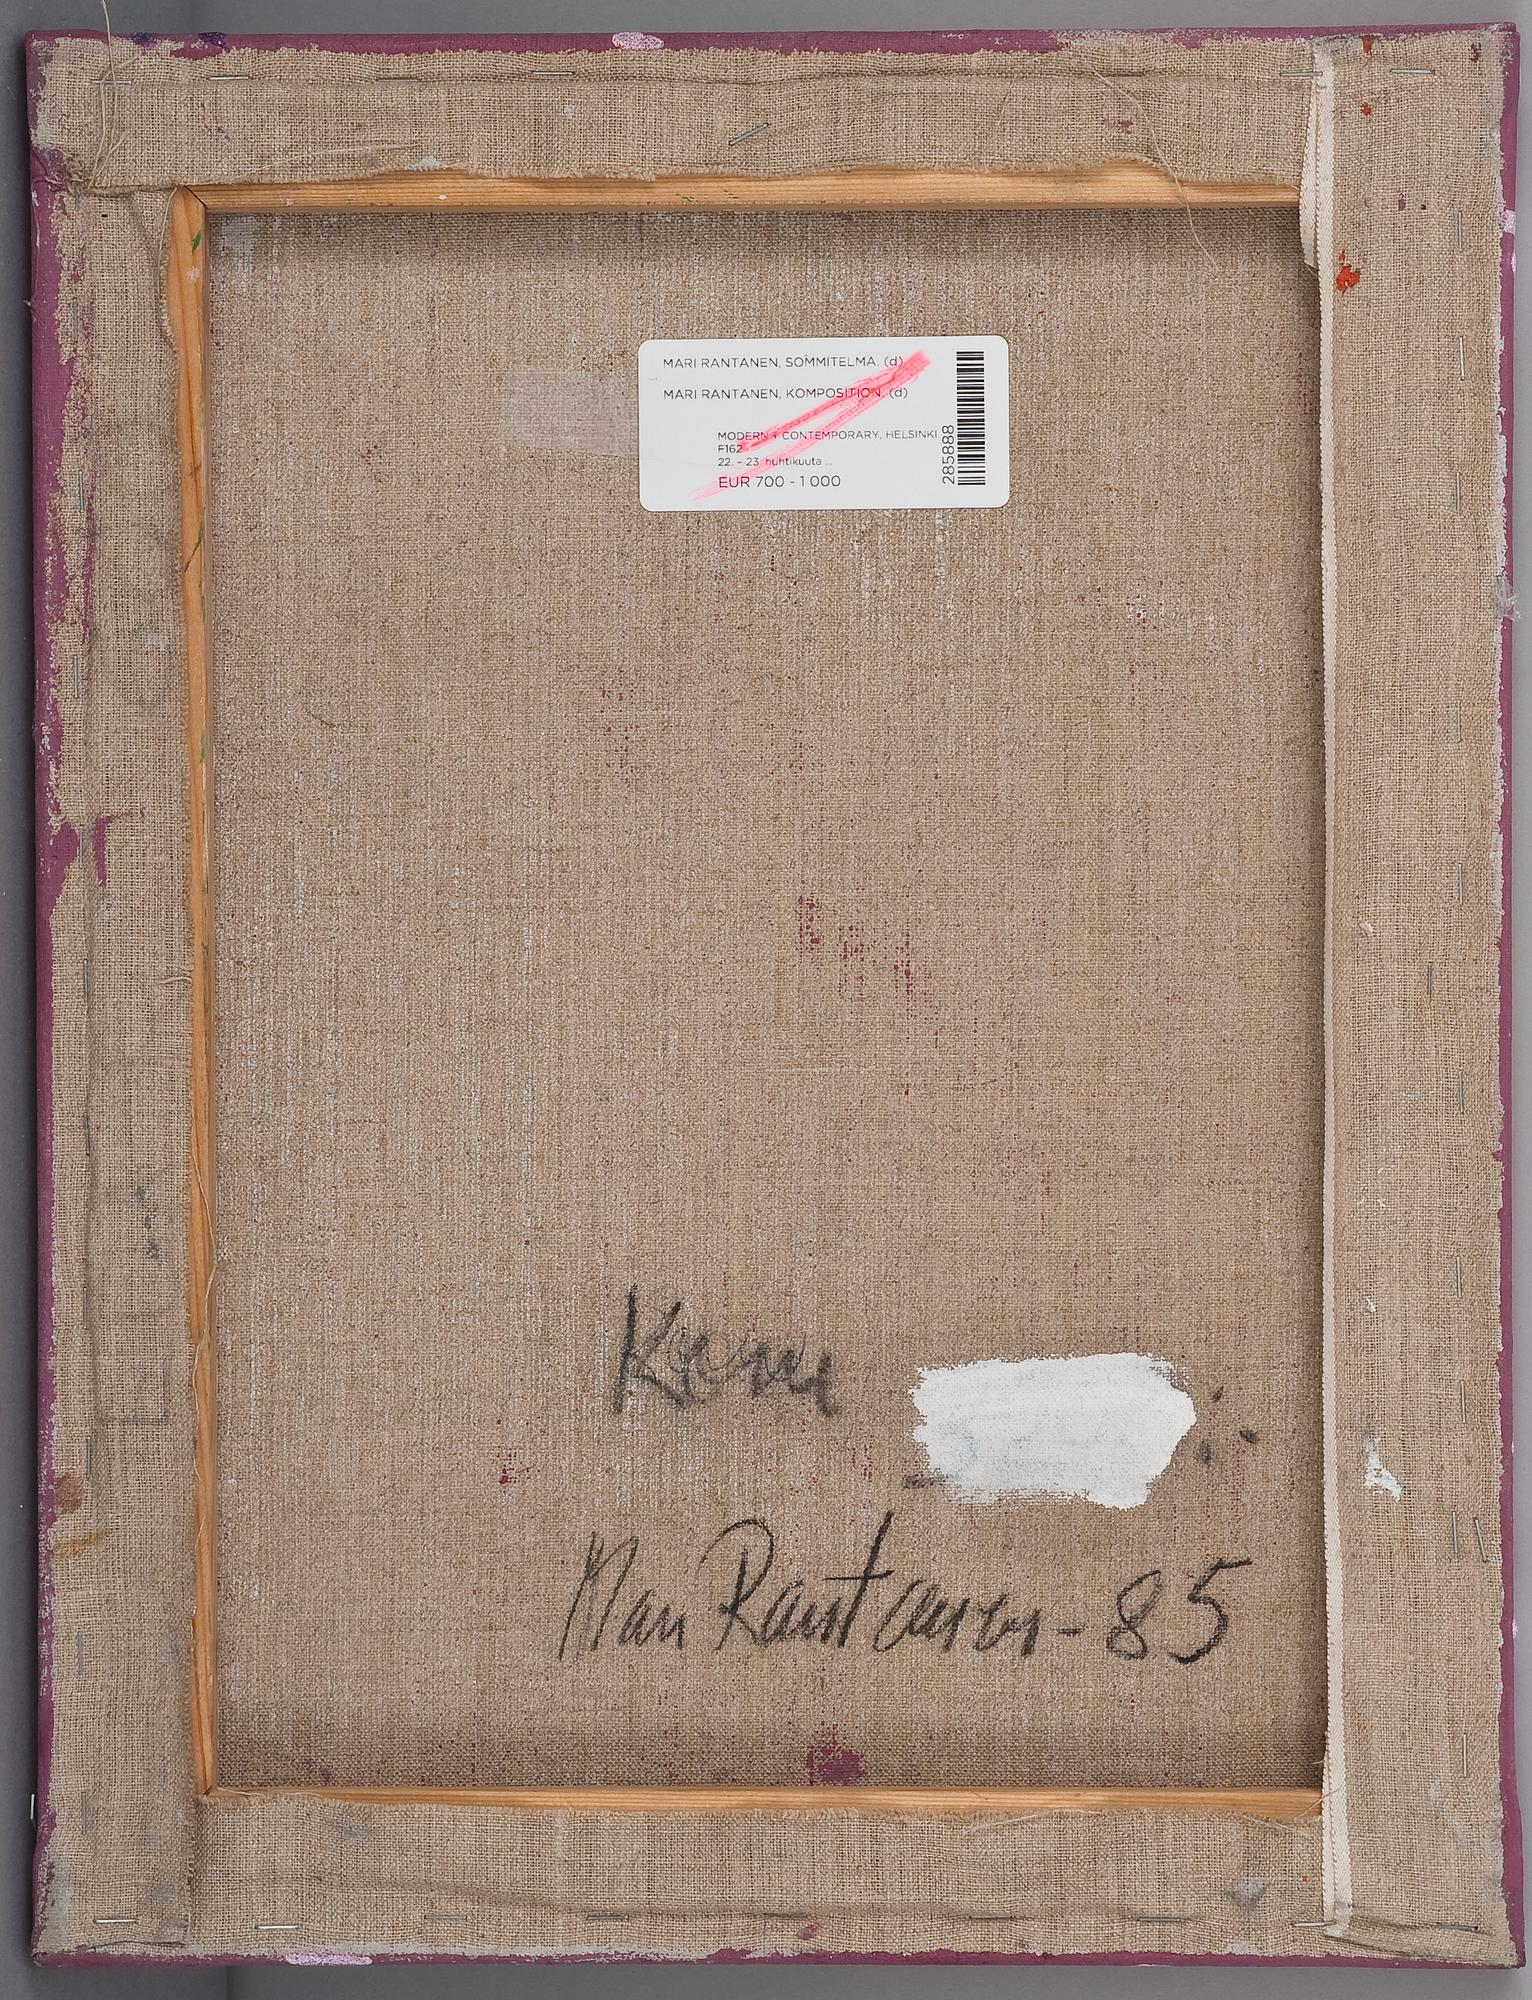 MARI RANTANEN, SOMMITELMA. (d)
MARI RANTANEN, KOMPOSITION. (d)
MODERN + CONTEMPORARY, HELSINKI
F162
22. - 23. huhtikuuta ...
EUR 700 - 1 000
285888
Mari Rantanen - 85